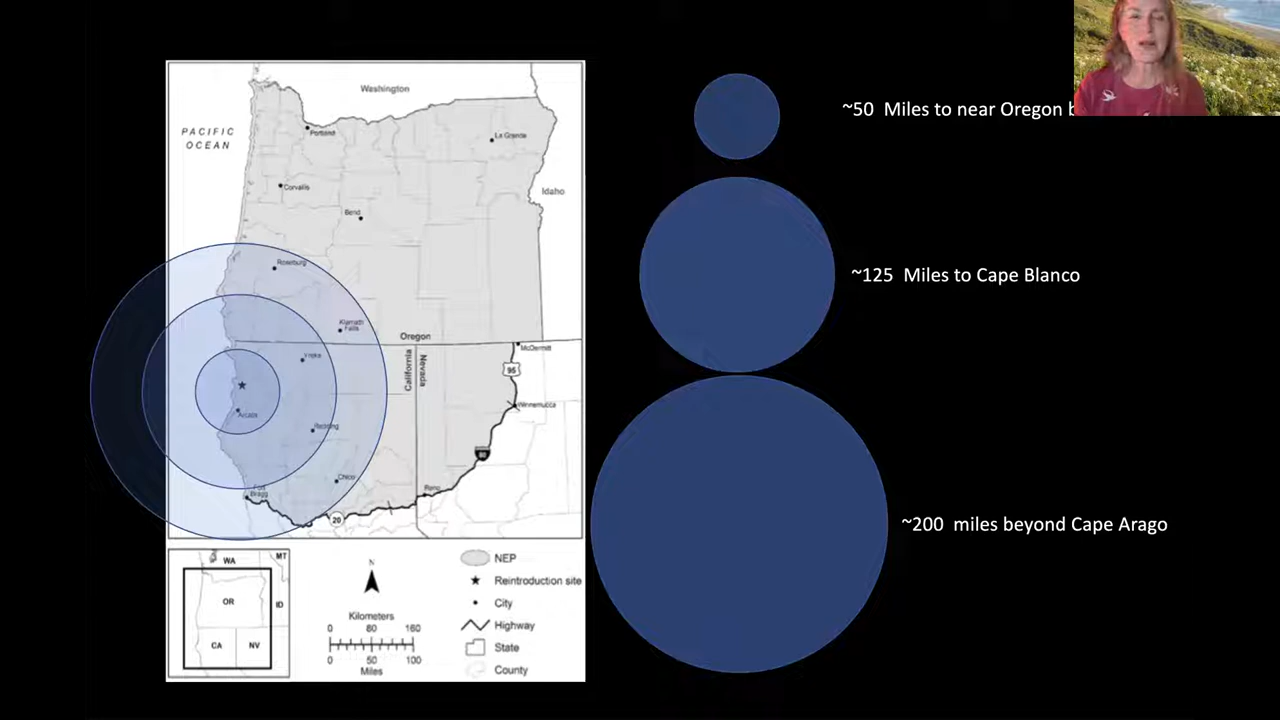 Washington
PACIFIC
OCEAN
Portland
La Grande
Corvallis
Idaho
Bend
Roseburg
Klamath
Falls
Oregon
Yreka
McDermitt
California
Nevada
95
Winnemucca
Arcata
Redding
80
Chico
Fort
Bragg
Reno
20
WA
MT
OR
ID
CA
NV
N
Kilometers
0 80 160
0 50 100
Miles
NEP
Reintroduction site
City
Highway
State
County
~50 Miles to near Oregon b
~125 Miles to Cape Blanco
~200 miles beyond Cape Arago